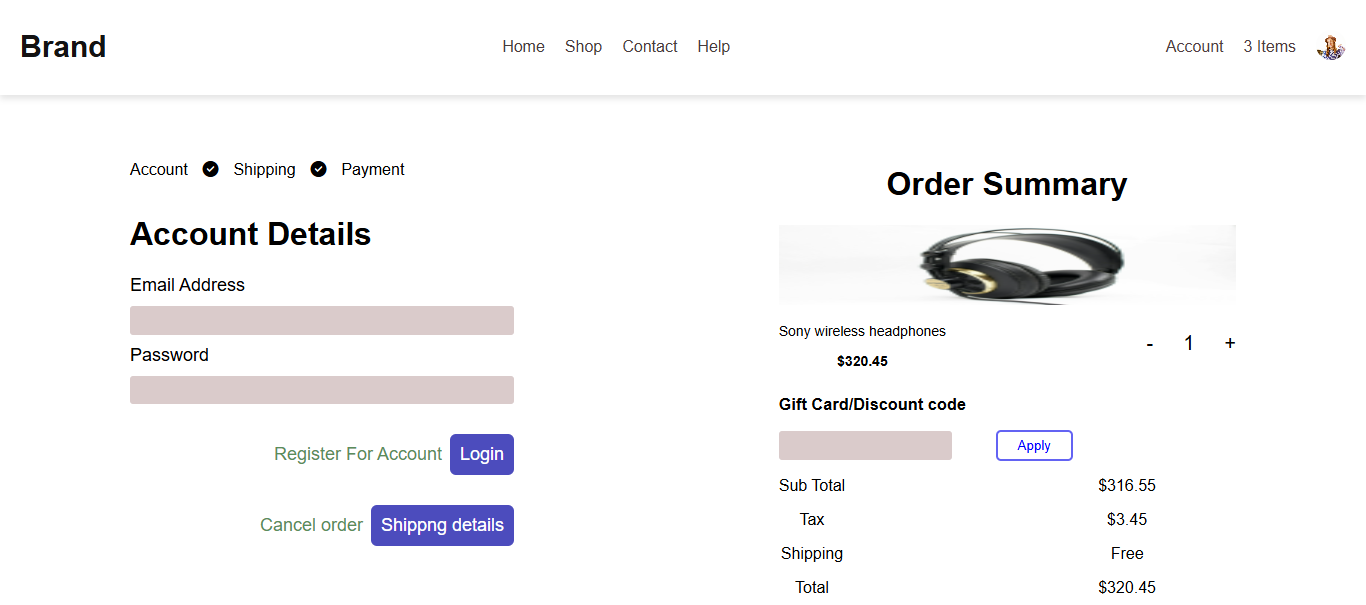 Brand
Home Shop Contact Help
Account 3 Items
Account Shipping Payment
Account Details
Email Address
Password
Register For Account Login
Cancel order Shippng details
Order Summary
Sony wireless headphones
$320.45
- 1 +
Gift Card/Discount code
Apply
Sub Total $316.55
Tax $3.45
Shipping Free
Total $320.45